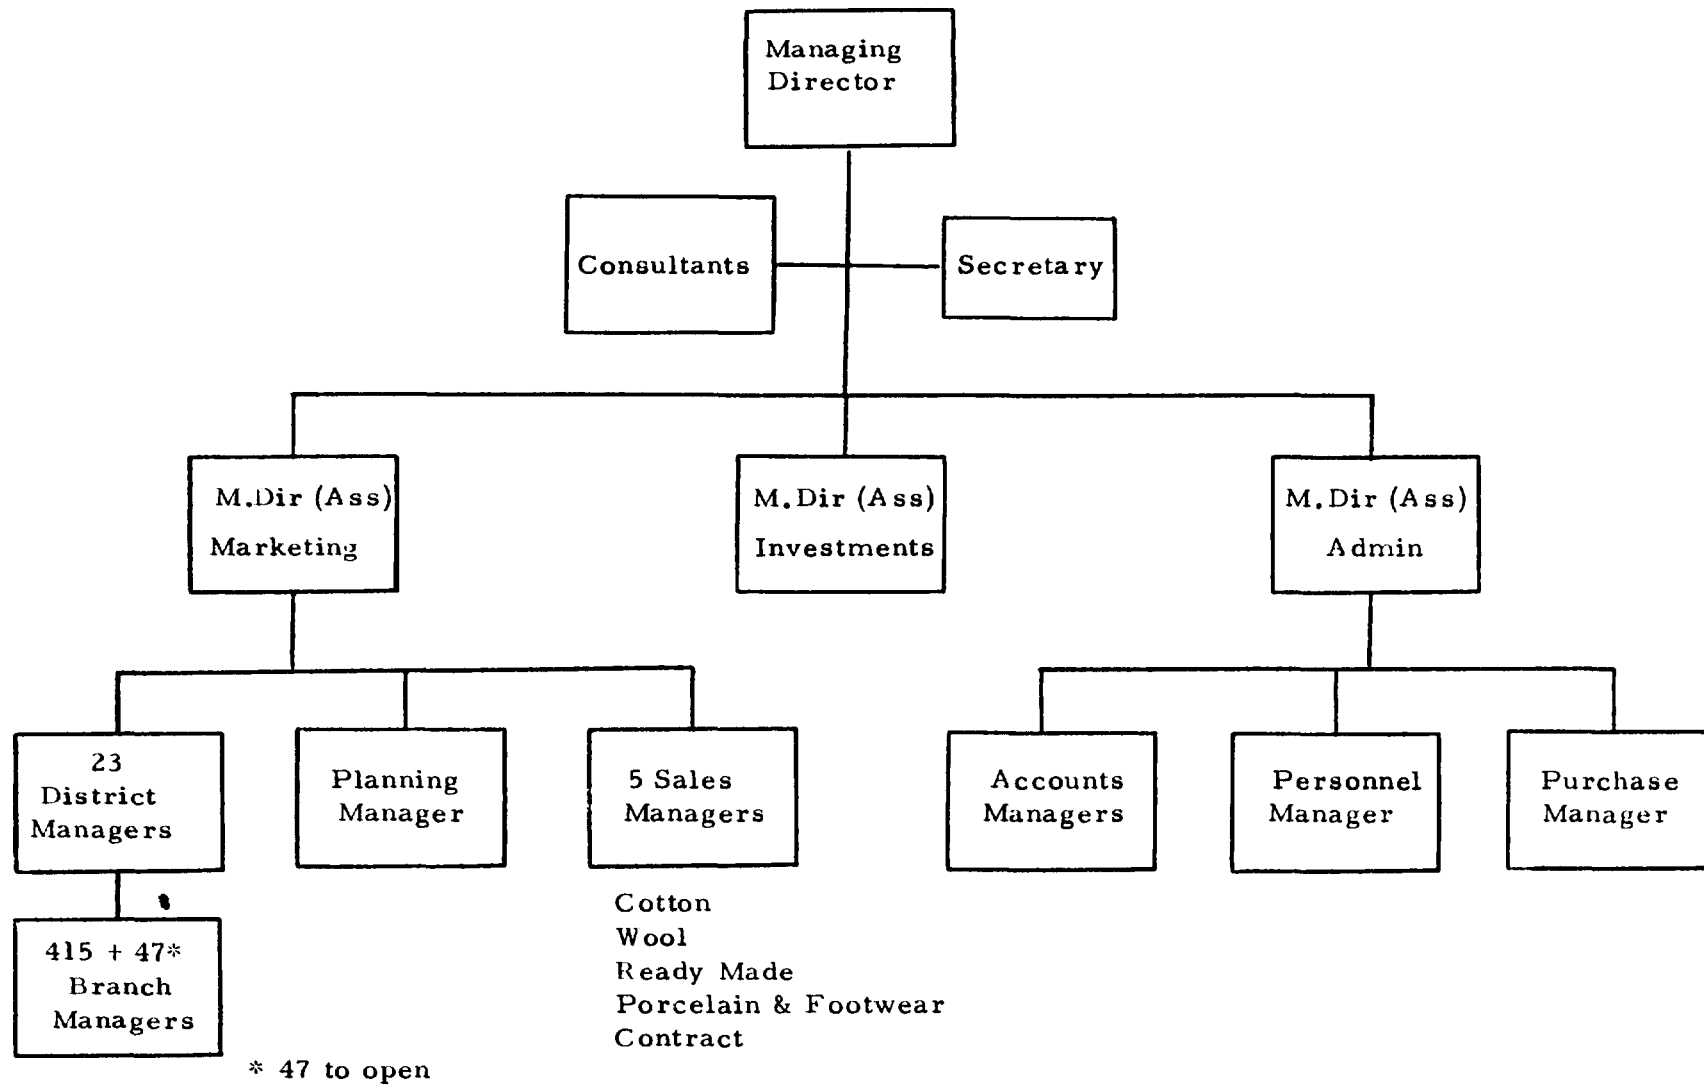 Managing
Director
Consultants
Secretary
M.Dir (Ass)
Marketing
M.Dir (Ass)
Investments
M.Dir (Ass)
Admin
23
District
Managers
Planning
Manager
5 Sales
Managers
Accounts
Managers
Personnel
Manager
Purchase
Manager
Cotton
Wool
Ready Made
Porcelain & Footwear
Contract
415 + 47*
Branch
Managers
* 47 to open